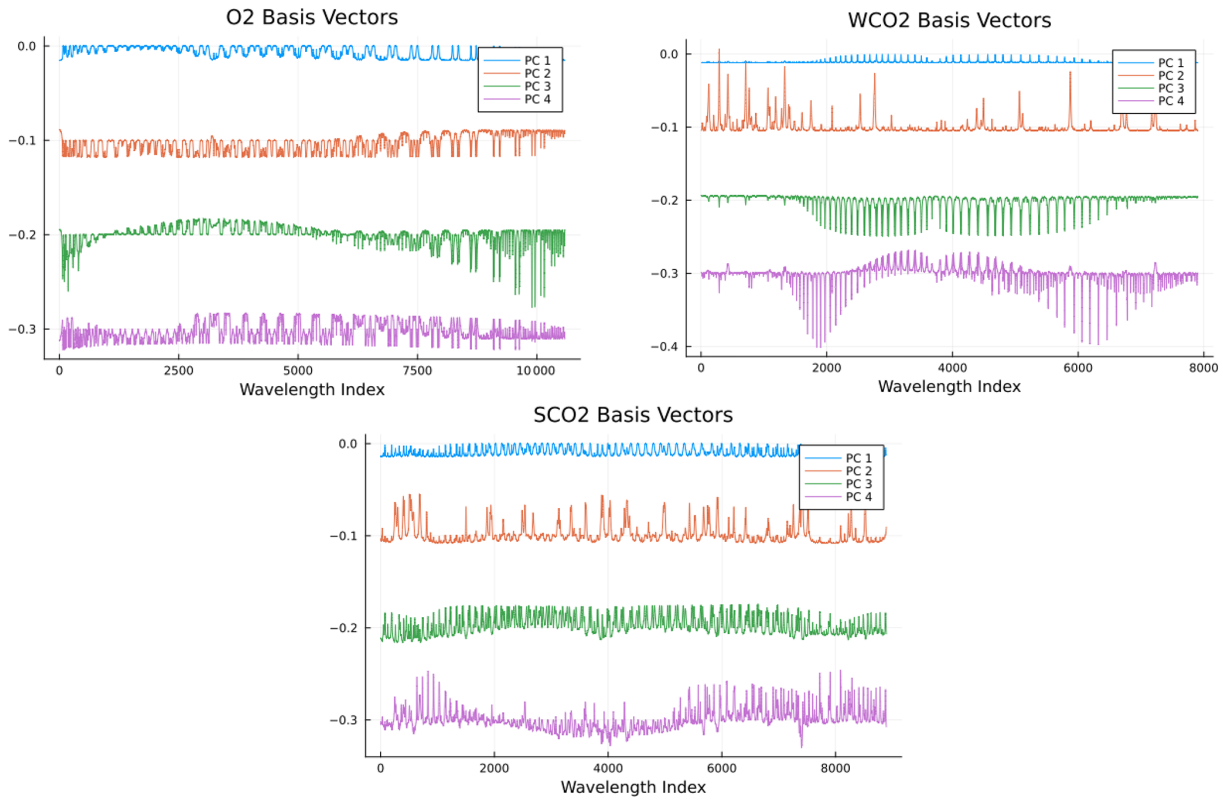 O2 Basis Vectors
0.0
−0.1
−0.2
−0.3
PC 1
PC 2
PC 3
PC 4
0 2500 5000 7500 10000
Wavelength Index
WCO2 Basis Vectors
0.0
−0.1
−0.2
−0.3
−0.4
PC 1
PC 2
PC 3
PC 4
0 2000 4000 6000 8000
Wavelength Index
SCO2 Basis Vectors
0.0
−0.1
−0.2
−0.3
PC 1
PC 2
PC 3
PC 4
0 2000 4000 6000 8000
Wavelength Index